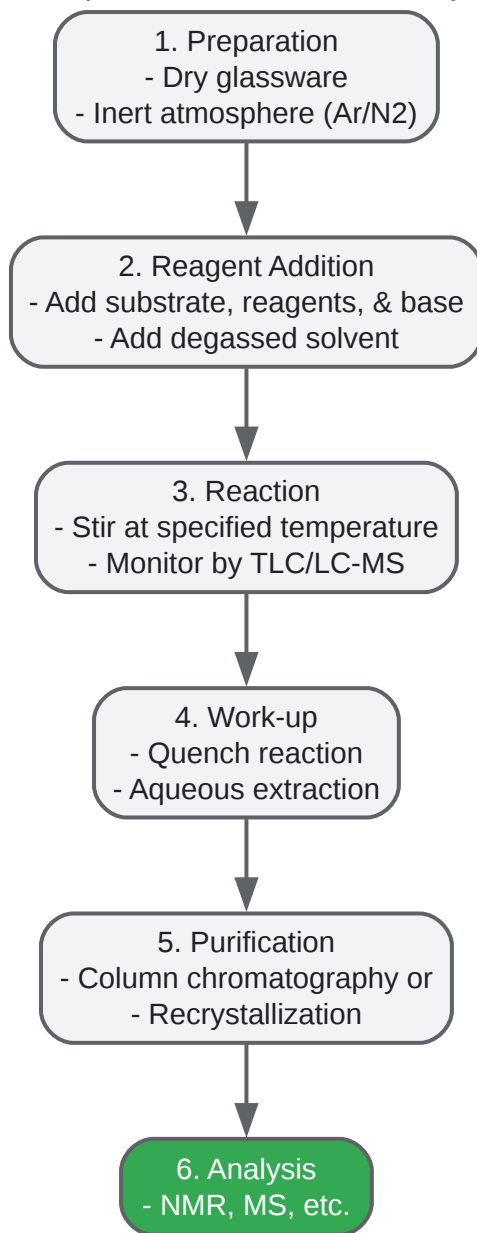 1. Preparation
- Dry glassware
- Inert atmosphere (Ar/N2)
2. Reagent Addition
- Add substrate, reagents, & base
- Add degassed solvent
3. Reaction
- Stir at specified temperature
- Monitor by TLC/LC-MS
4. Work-up
- Quench reaction
- Aqueous extraction
5. Purification
- Column chromatography or
- Recrystallization
6. Analysis
- NMR, MS, etc.